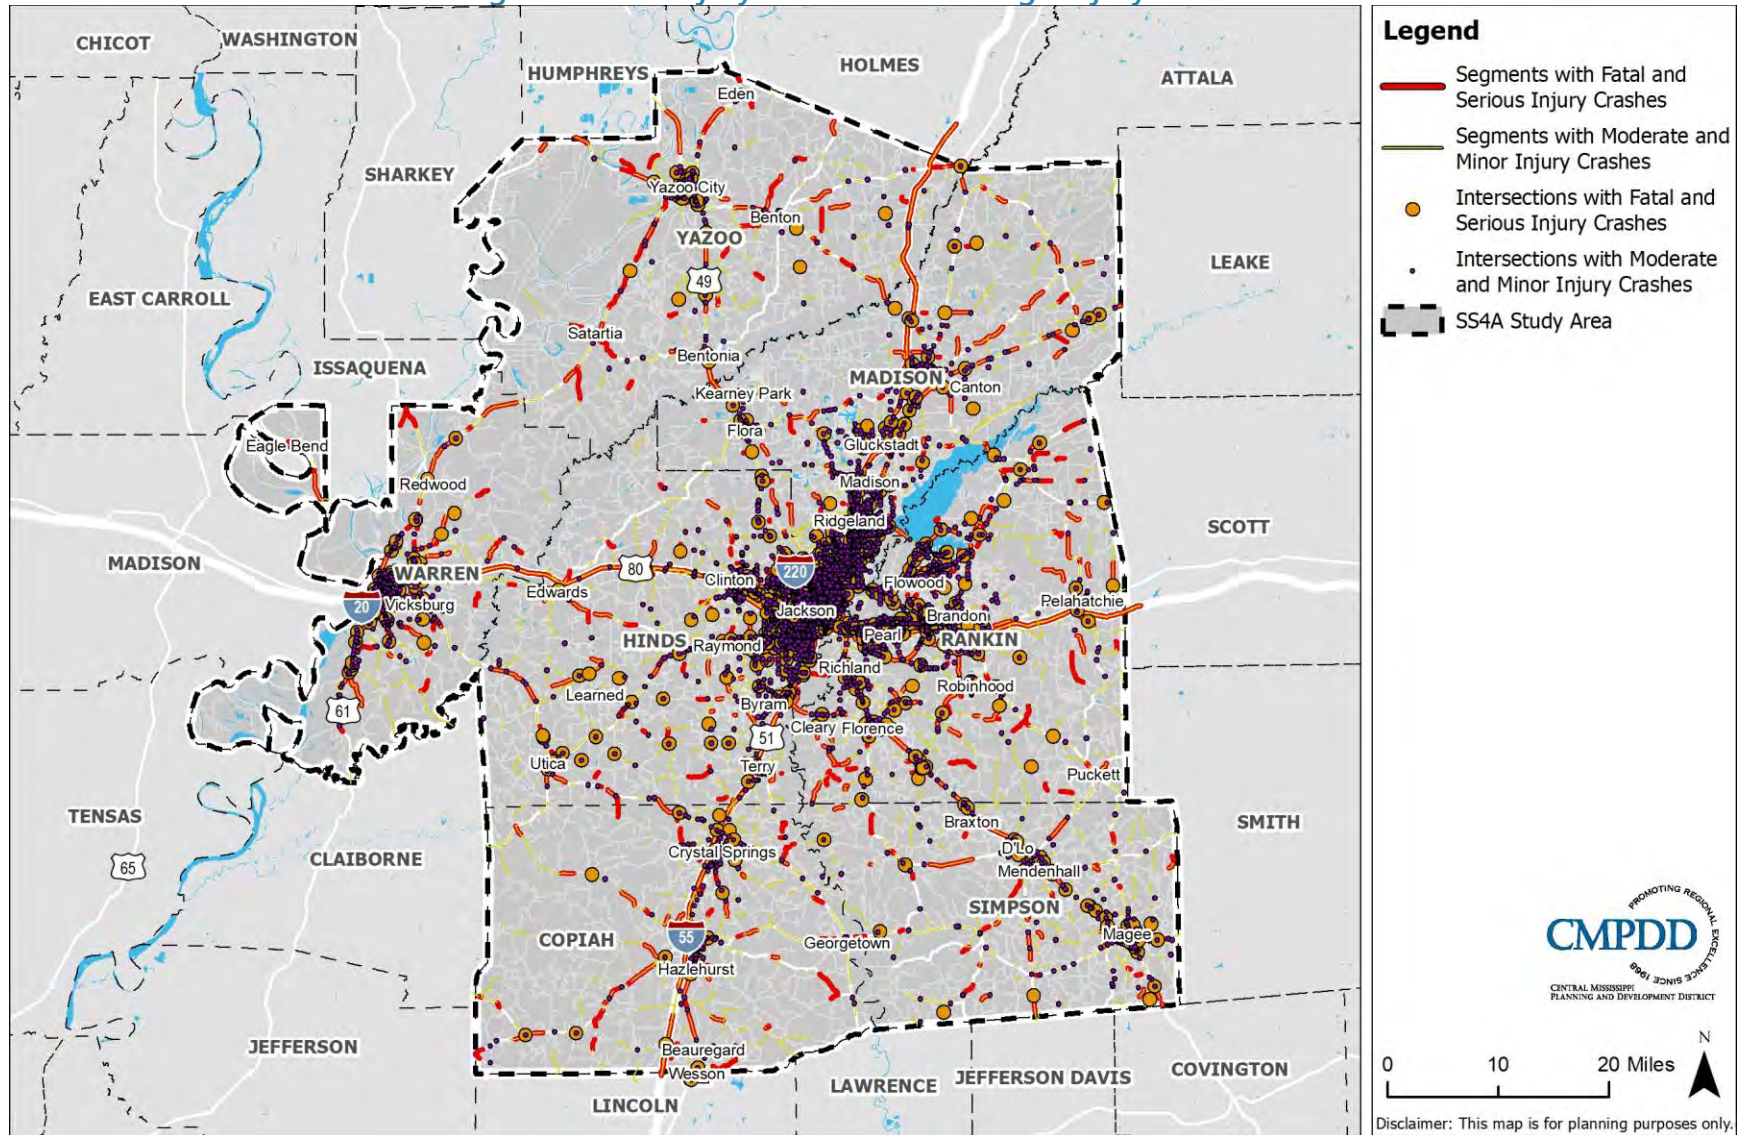 CHICOT
WASHINGTON
HUMPHREYS
HOLMES
ATTALA
Eden
SHARKEY
Yazoo City
Benton
YAZOO
49
LEAKE
EAST CARROLL
Satartia
Bentonia
ISSAQUENA
MADISON
Canton
Kearney Park
Flora
Gluckstadt
Eagle Bend
Redwood
Madison
Ridgeland
SCOTT
MADISON
WARREN
80
220
Clinton
Flowood
Edwards
20
Vicksburg
Jackson
Pelahatchie
Brandon
Pearl
HINDS
Raymond
RANKIN
Richland
Learned
Robinhood
Byram
61
Cleary
Florence
51
Utica
Terry
Puckett
TENSAS
Braxton
SMITH
65
CLAIBORNE
Crystal Springs
D'Lo
Mendenhall
SIMPSON
COPIAH
55
Georgetown
Magee
Hazlehurst
JEFFERSON
Beauregard
Wesson
LAWRENCE
JEFFERSON DAVIS
COVINGTON
LINCOLN
Legend
Segments with Fatal and
Serious Injury Crashes
Segments with Moderate and
Minor Injury Crashes
Intersections with Fatal and
Serious Injury Crashes
Intersections with Moderate
and Minor Injury Crashes
SS4A Study Area
PROMOTING REGIONAL EXCELLENCE SINCE 1968
CMPDD
CENTRAL MISSISSIPPI
PLANNING AND DEVELOPMENT DISTRICT
N
0 10 20 Miles
Disclaimer: This map is for planning purposes only.